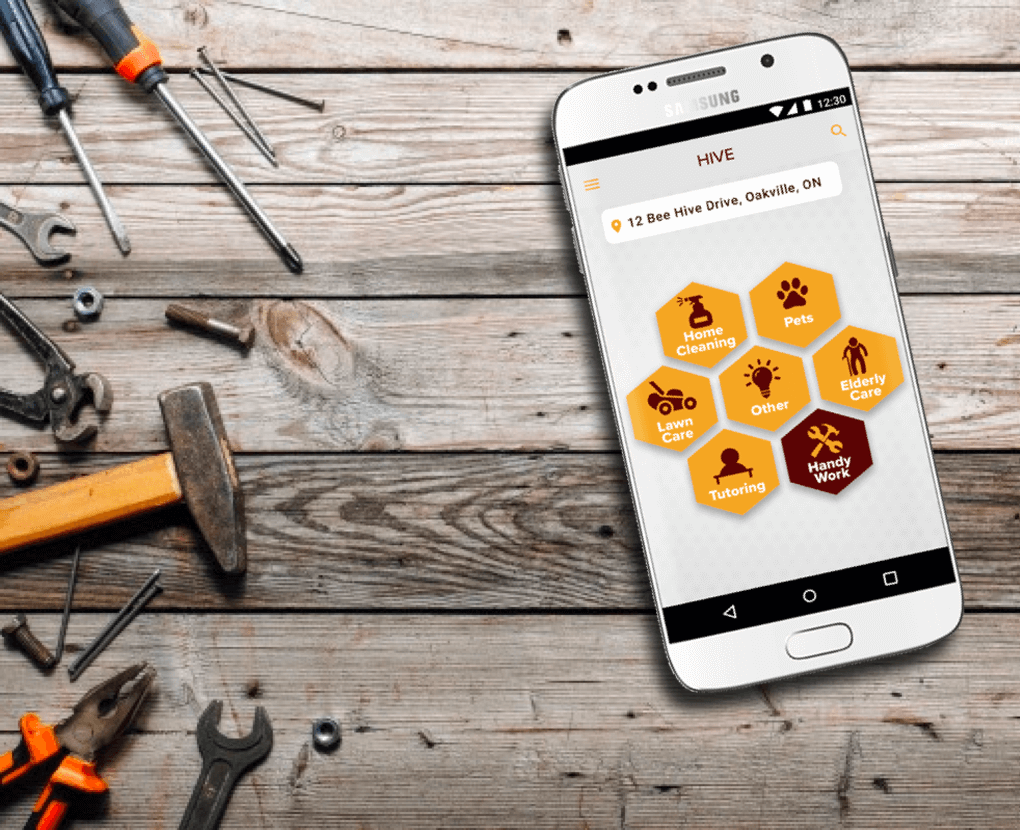 SAMSUNG
12:30
HIVE
12 Bee Hive Drive, Oakville, ON
Home
Cleaning
Pets
Lawn
Care
Other
Elderly
Care
Tutoring
Handy
Work